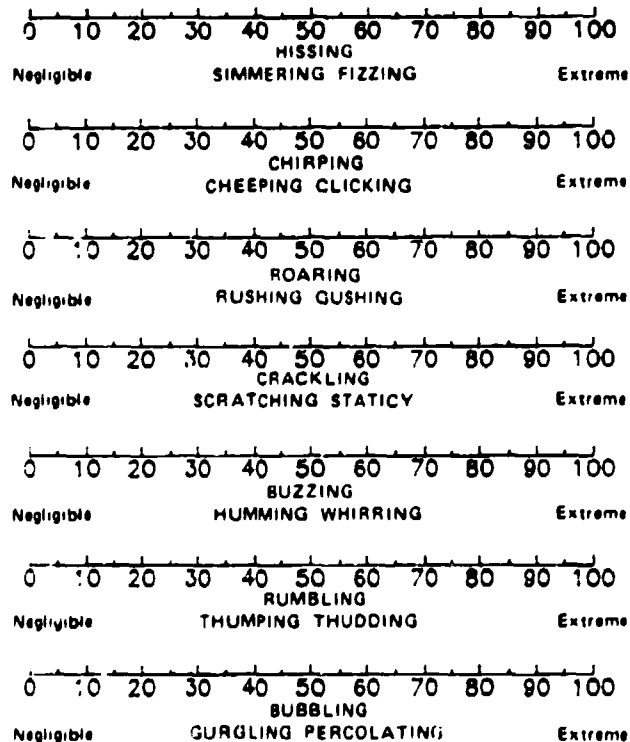 0 10 20 30 40 50 60 70 80 90 100
HISSING
Negligible SIMMERING FIZZING Extreme
0 10 20 30 40 50 60 70 80 90 100
CHIRPING
Negligible CHEEPING CLICKING Extreme
0 10 20 30 40 50 60 70 80 90 100
ROARING
Negligible RUSHING GUSHING Extreme
0 10 20 30 40 50 60 70 80 90 100
CRACKLING
Negligible SCRATCHING STATICY Extreme
0 10 20 30 40 50 60 70 80 90 100
BUZZING
Negligible HUMMING WHIRRING Extreme
0 10 20 30 40 50 60 70 80 90 100
RUMBLING
Negligible THUMPING THUDDING Extreme
0 10 20 30 40 50 60 70 80 90 100
BUBBLING
Negligible GURGLING PERCOLATING Extreme